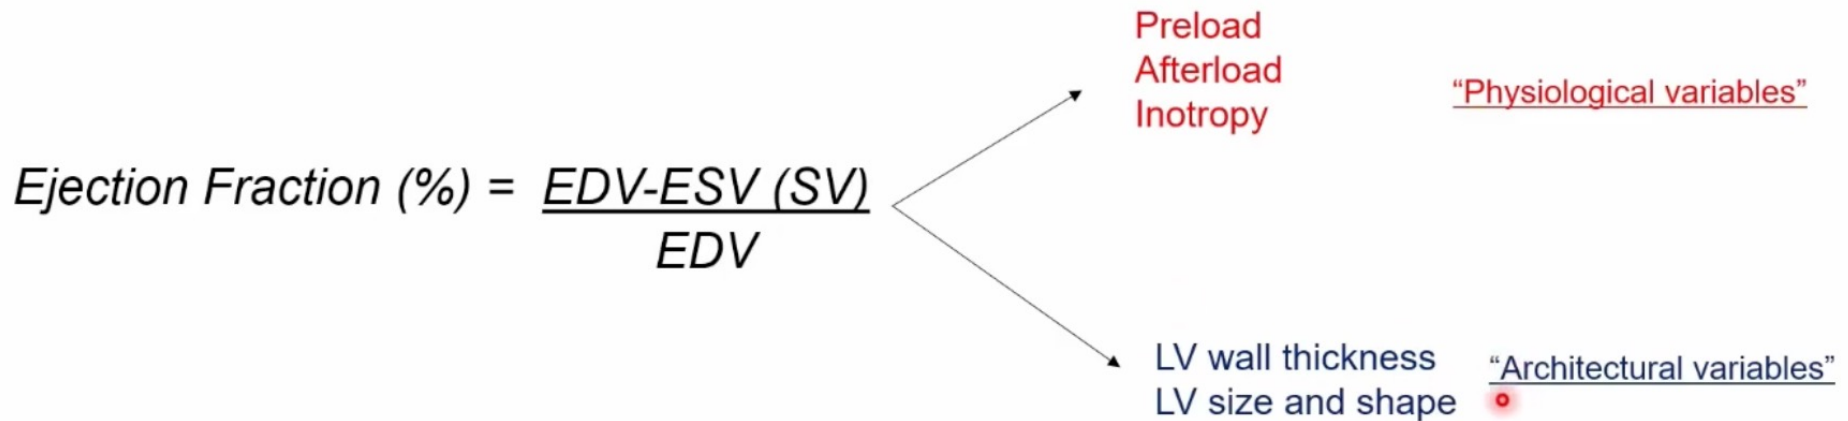 Preload
Afterload
Inotropy
“Physiological variables”
Ejection Fraction (%) = EDV-ESV (SV)
EDV
LV wall thickness
LV size and shape
“Architectural variables”